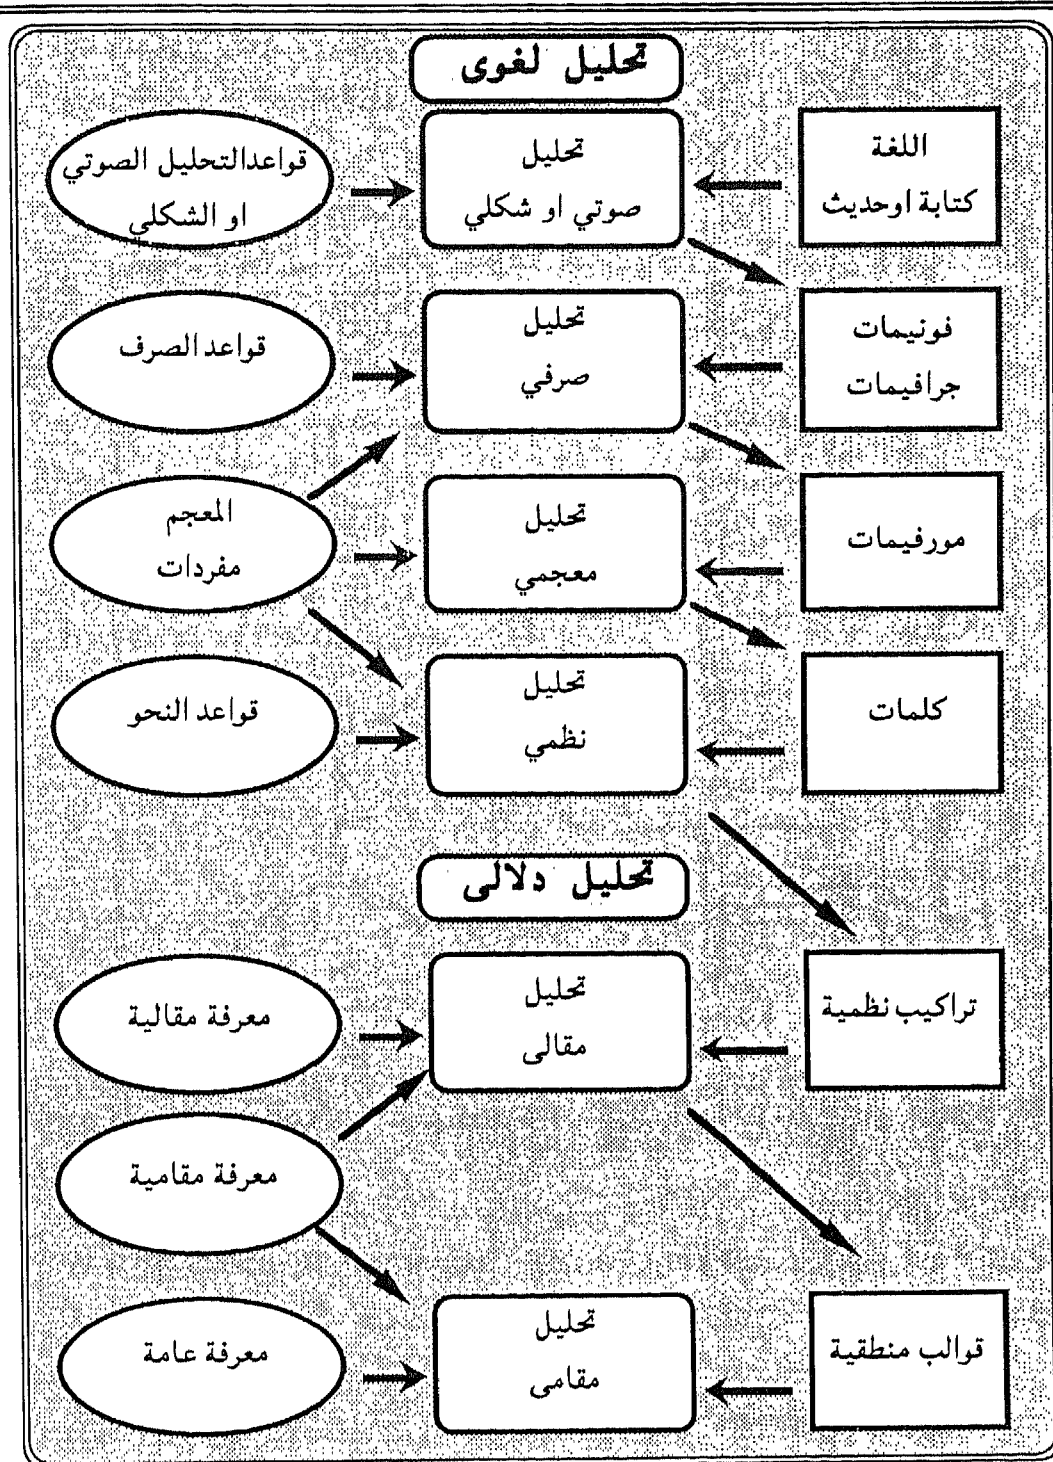 تحليل لغوى
اللغة
كتابة اوحديث
تحليل
صوتي او شكلي
قواعدالتحليل الصوتي
او الشكلي
فونيمات
جرافيمات
تحليل
صرفي
قواعد الصرف
مورفيمات
تحليل
معجمي
المعجم
مفردات
كلمات
تحليل
نظمي
قواعد النحو
تحليل دلالى
تراكيب نظمية
تحليل
مقالى
معرفة مقالية
معرفة مقامية
قوالب منطقية
تحليل
مقامى
معرفة عامة